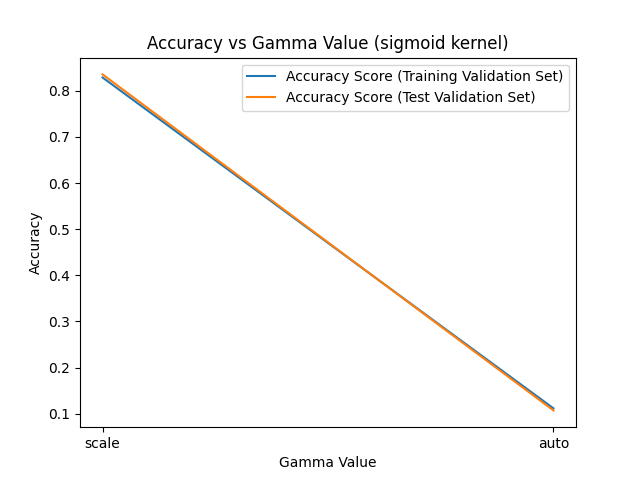 Accuracy vs Gamma Value (sigmoid kernel)
Accuracy Score (Training Validation Set)
Accuracy Score (Test Validation Set)
0.8
0.7
0.6
0.5
0.4
0.3
0.2
0.1
Accuracy
scale
auto
Gamma Value